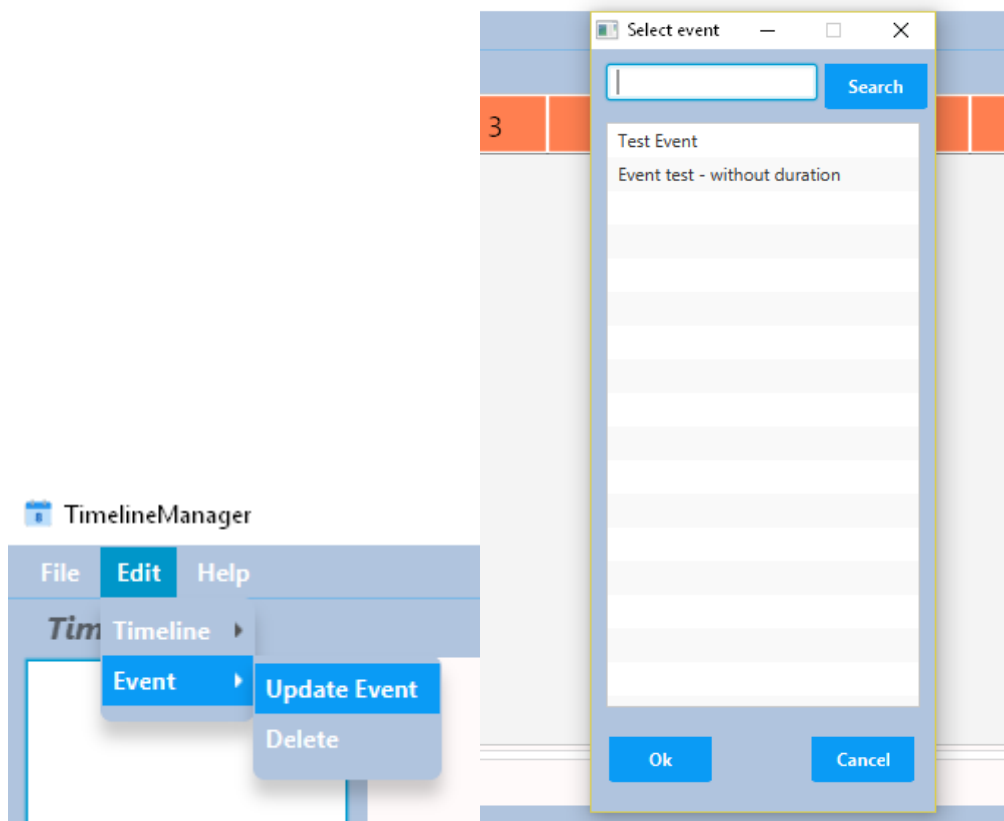 TimelineManager
File Edit Help
Tim
Timeline
Event
Update Event
Delete
Select event
Search
3
Test Event
Event test - without duration
Ok Cancel